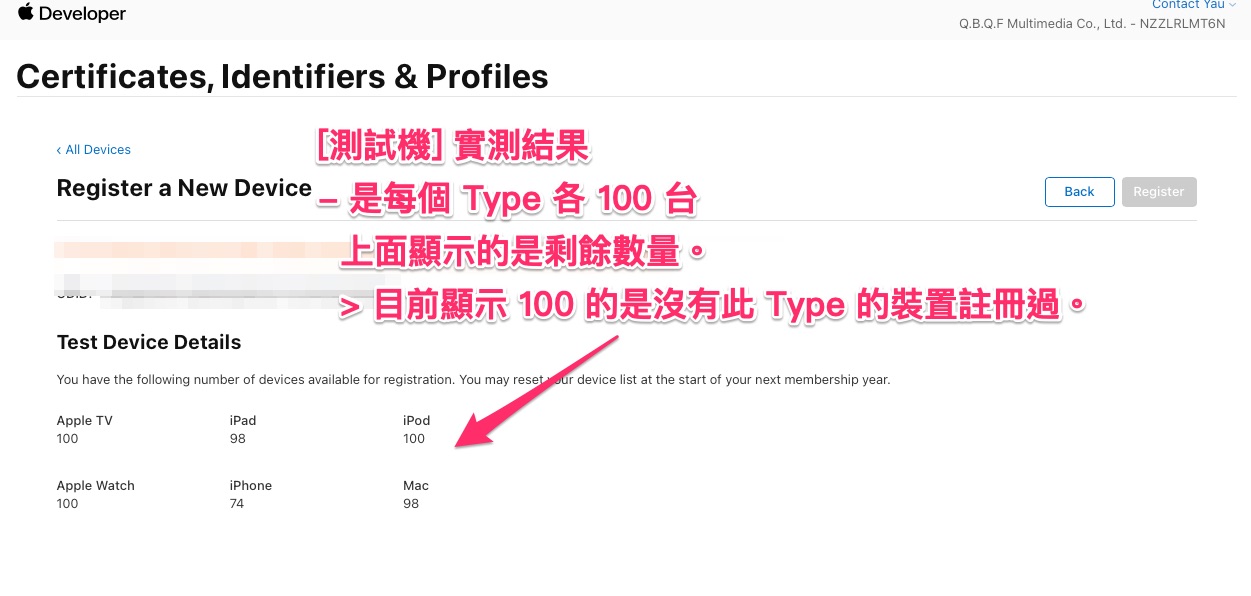 Developer
Contact Yau
Q.B.Q.F Multimedia Co., Ltd. - NZZLRLMT6N
Certificates, Identifiers & Profiles
‹ All Devices
[測試機] 實測結果
Register a New Device
Back
Register
– 是每個 Type 各 100 台
上面顯示的是剩餘數量。
> 目前顯示 100 的是沒有此 Type 的裝置註冊過。
Test Device Details
You have the following number of devices available for registration. You may reset your device list at the start of your next membership year.
Apple TV iPad iPod
100 98 100
Apple Watch iPhone Mac
100 74 98